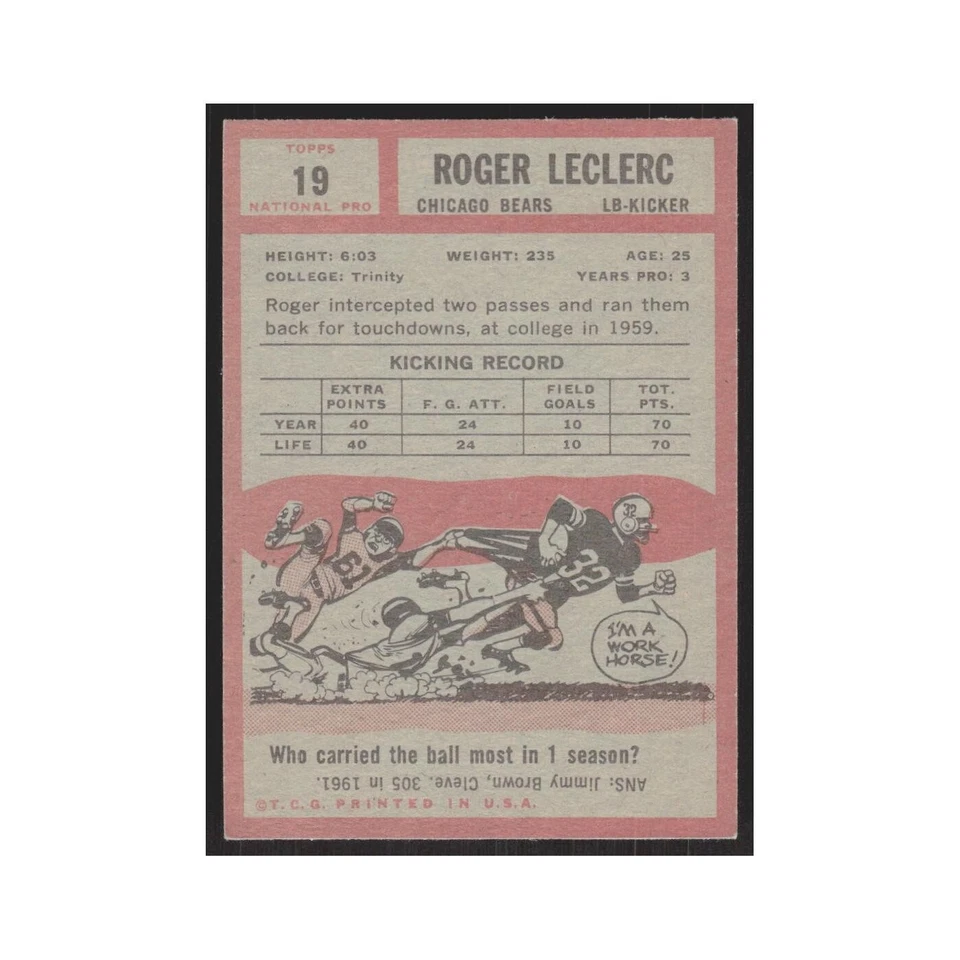 TOPPS
19
NATIONAL PRO
ROGER LECLERC
CHICAGO BEARS LB-KICKER
HEIGHT: 6:03 WEIGHT: 235 AGE: 25
COLLEGE: Trinity YEARS PRO: 3
Roger intercepted two passes and ran them
back for touchdowns, at college in 1959.
KICKING RECORD
EXTRA POINTS F. G. ATT. FIELD GOALS TOT. PTS.
YEAR 40 24 10 70
LIFE 40 24 10 70
32
61
32
I'M A
WORK
HORSE!
Who carried the ball most in 1 season?
ANS: Jimmy Brown, Cleve. 305 in 1961.
©T.C.G. PRINTED IN U.S.A.